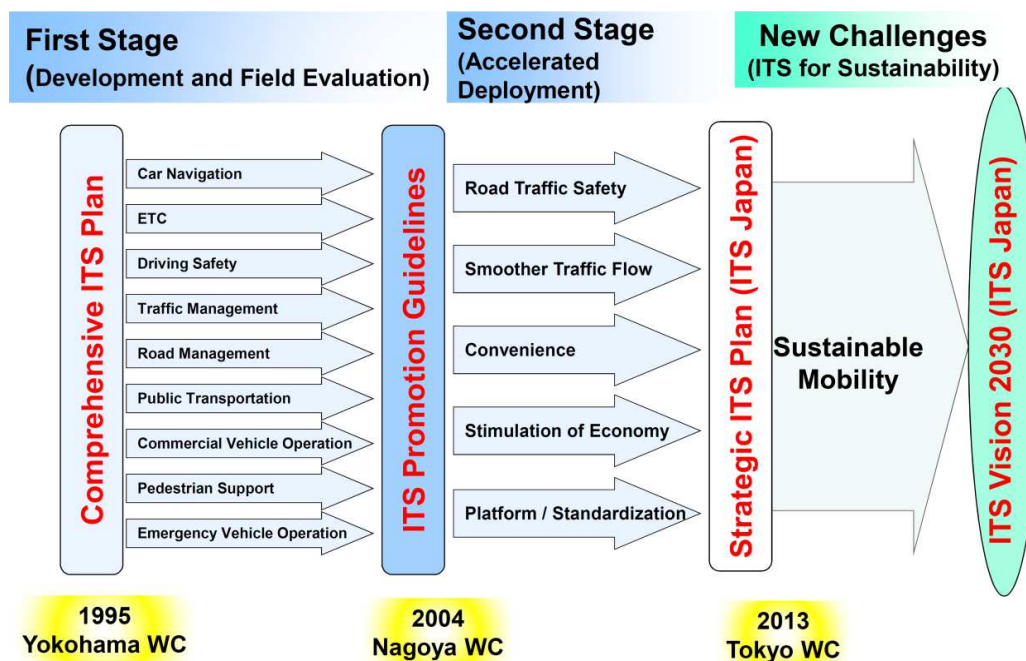 First Stage
(Development and Field Evaluation)
Second Stage
(Accelerated
Deployment)
New Challenges
(ITS for Sustainability)
Comprehensive ITS Plan
Car Navigation
ETC
Driving Safety
Traffic Management
Road Management
Public Transportation
Commercial Vehicle Operation
Pedestrian Support
Emergency Vehicle Operation
ITS Promotion Guidelines
Road Traffic Safety
Smoother Traffic Flow
Convenience
Stimulation of Economy
Platform / Standardization
Strategic ITS Plan (ITS Japan)
Sustainable
Mobility
ITS Vision 2030 (ITS Japan)
1995
Yokohama WC
2004
Nagoya WC
2013
Tokyo WC